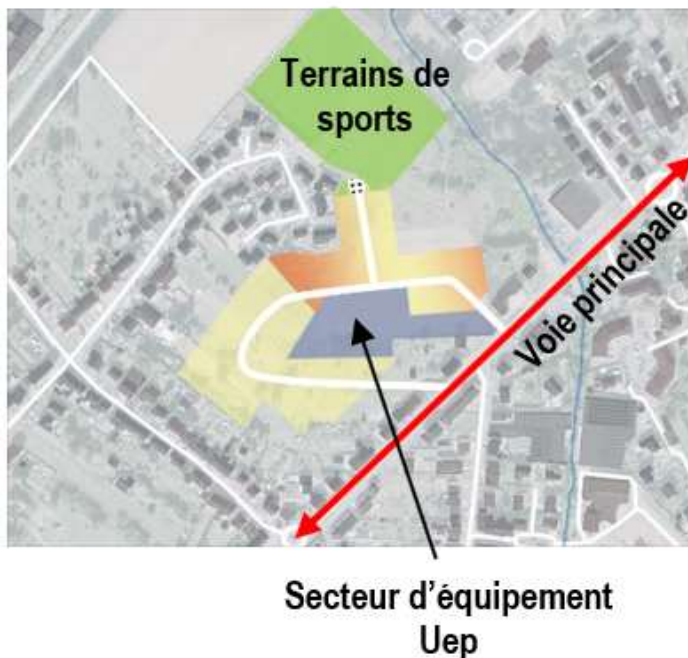 Terrains de
sports
Voie principale
Secteur d'équipement
Uep